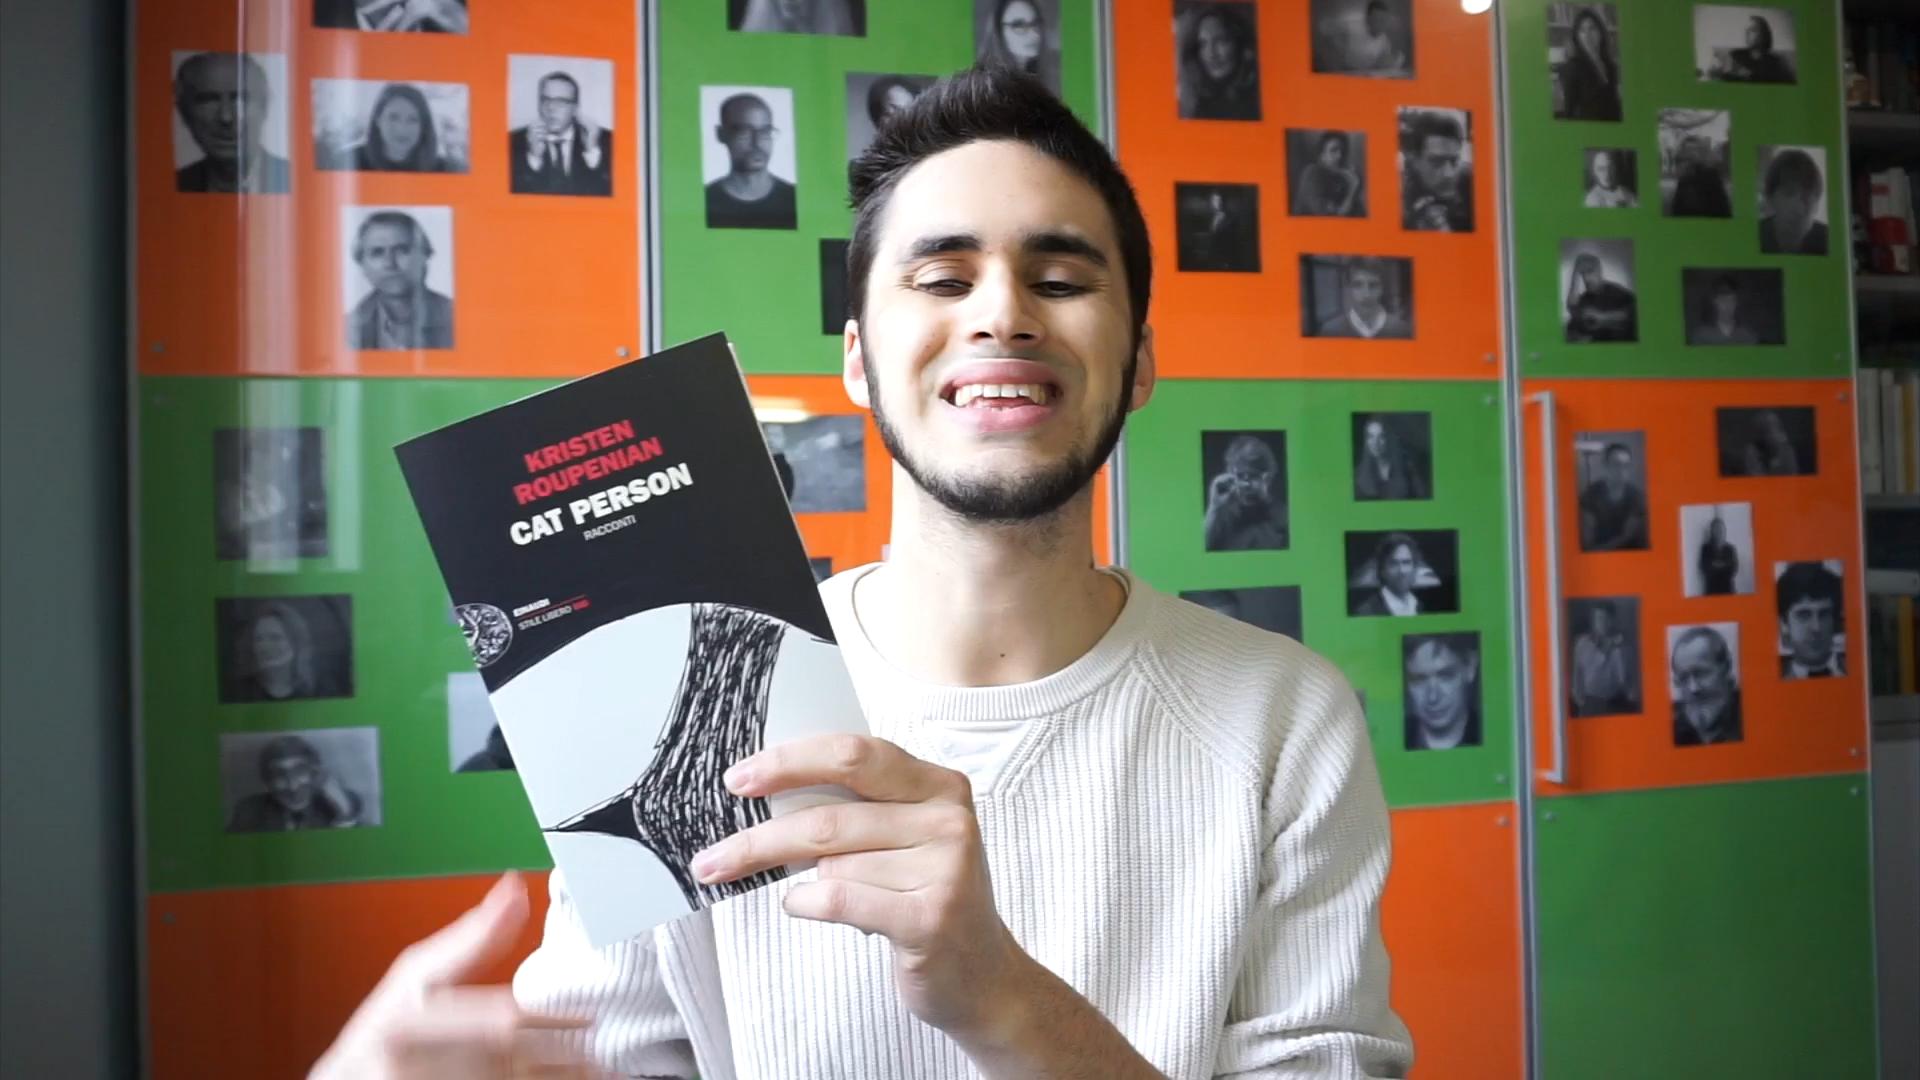 KRISTEN
ROUPENIAN
CAT PERSON
RACCONTI
EINAUDI
STILE LIBERO BIG